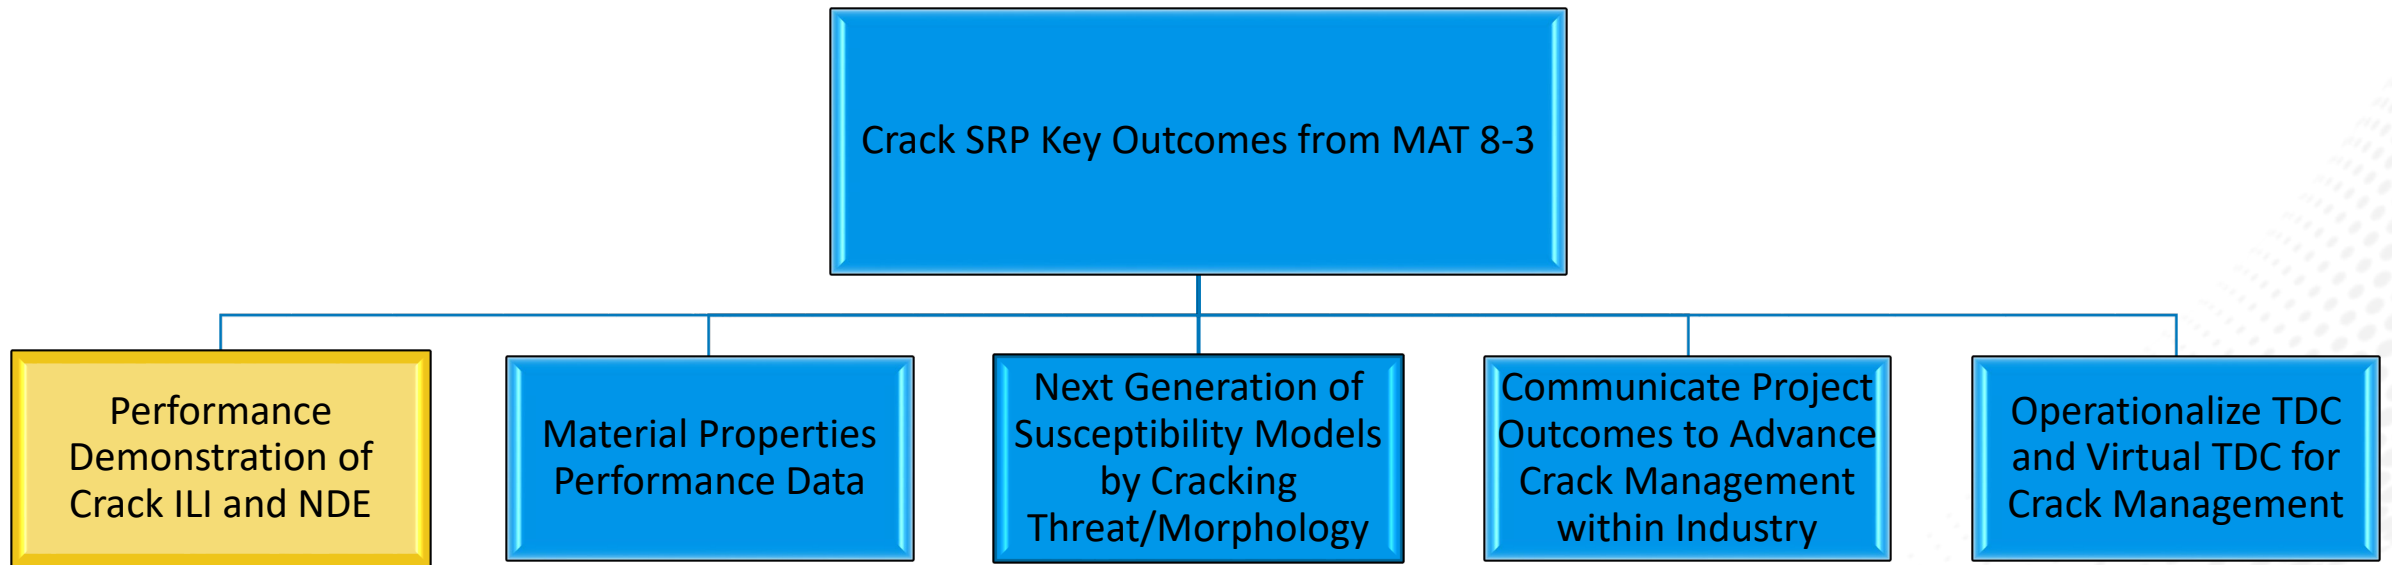 Crack SRP Key Outcomes from MAT 8-3
Performance
Demonstration of
Crack ILI and NDE
Material Properties
Performance Data
Next Generation of
Susceptibility Models
by Cracking
Threat/Morphology
Communicate Project
Outcomes to Advance
Crack Management
within Industry
Operationalize TDC
and Virtual TDC for
Crack Management